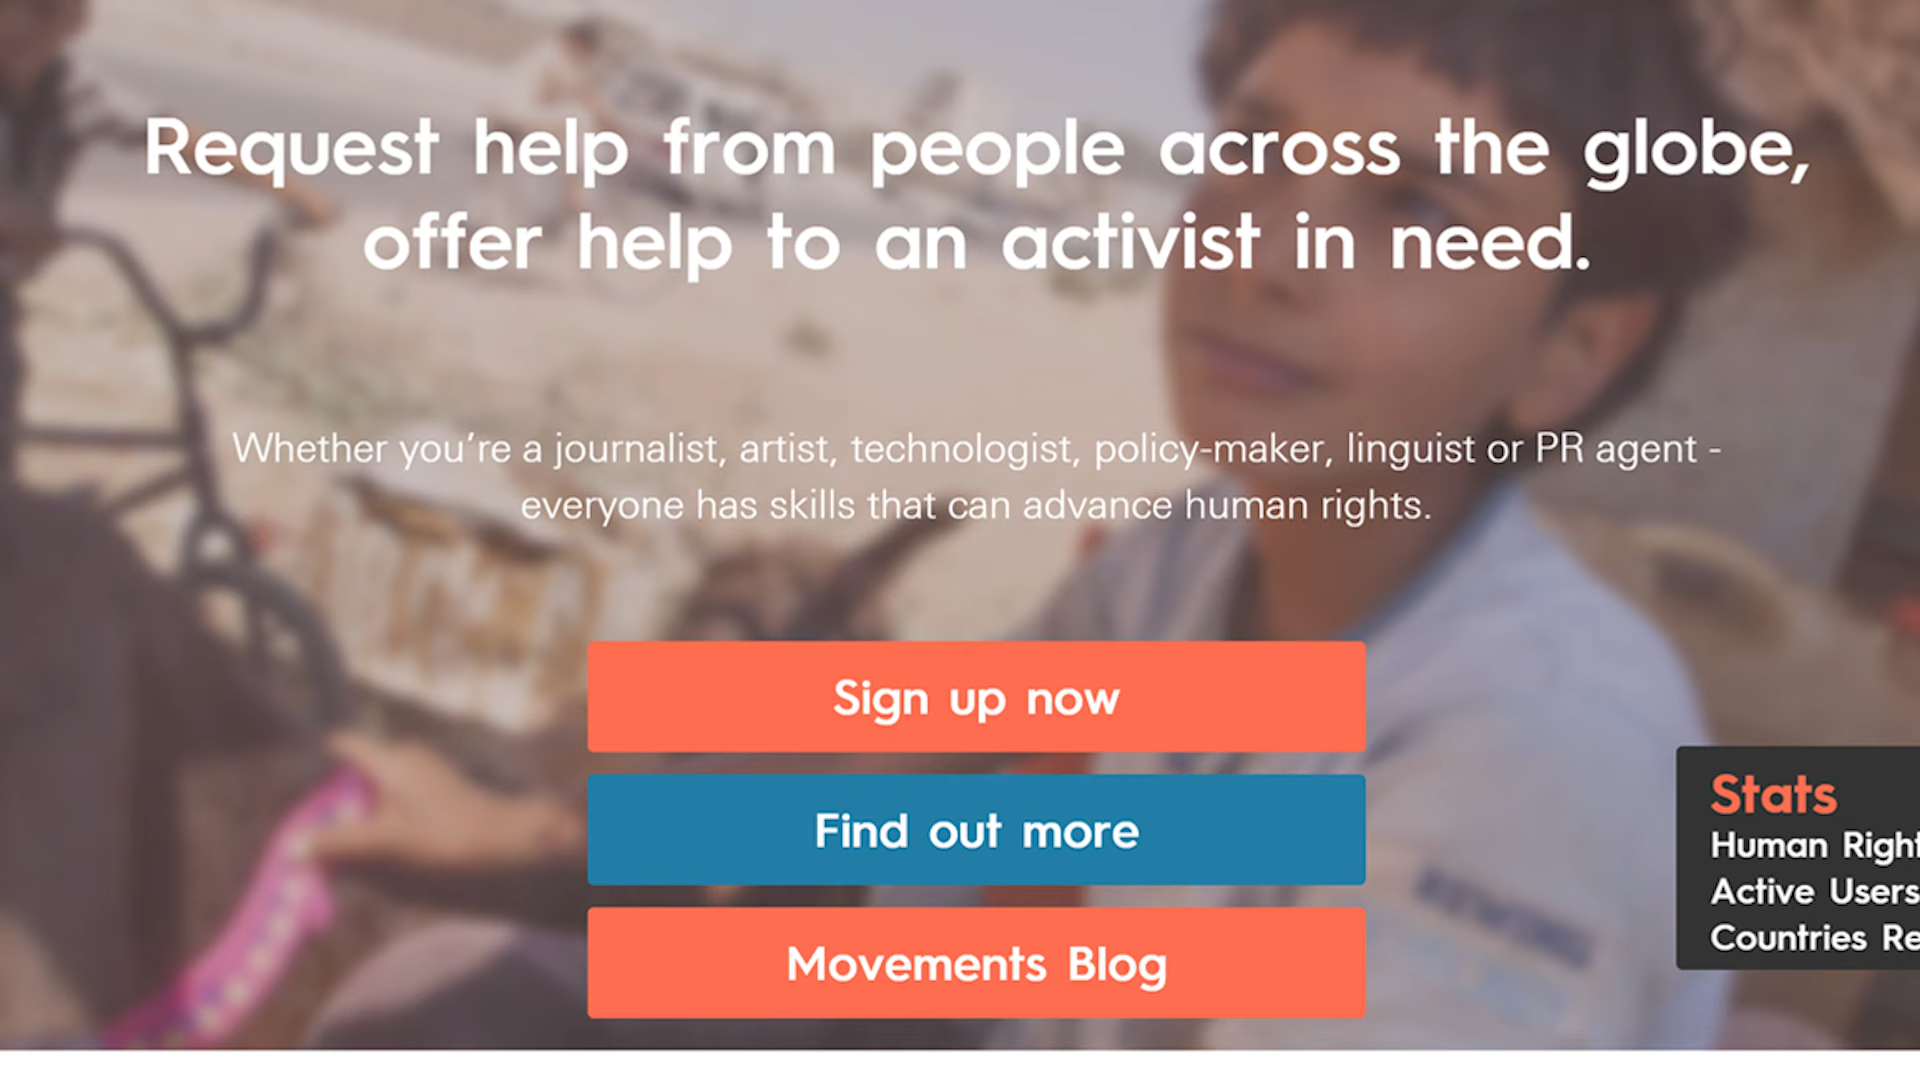 Request help from people across the globe,
offer help to an activist in need.
Whether you’re a journalist, artist, technologist, policy-maker, linguist or PR agent -
everyone has skills that can advance human rights.
Sign up now
Find out more
Movements Blog
Stats
Human Right
Active Users
Countries Re